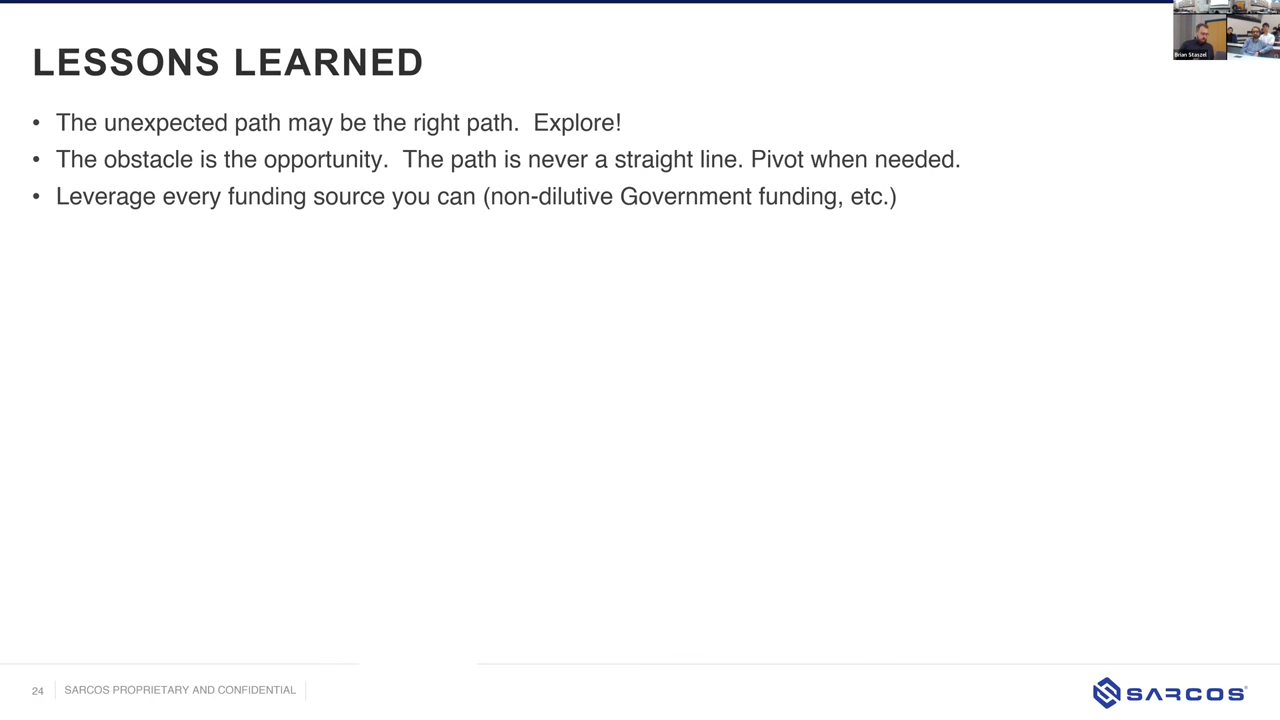 Brian Staszel
LESSONS LEARNED
• The unexpected path may be the right path.  Explore!
• The obstacle is the opportunity.  The path is never a straight line. Pivot when needed.
• Leverage every funding source you can (non-dilutive Government funding, etc.)
24 SARCOS PROPRIETARY AND CONFIDENTIAL
SARCOS